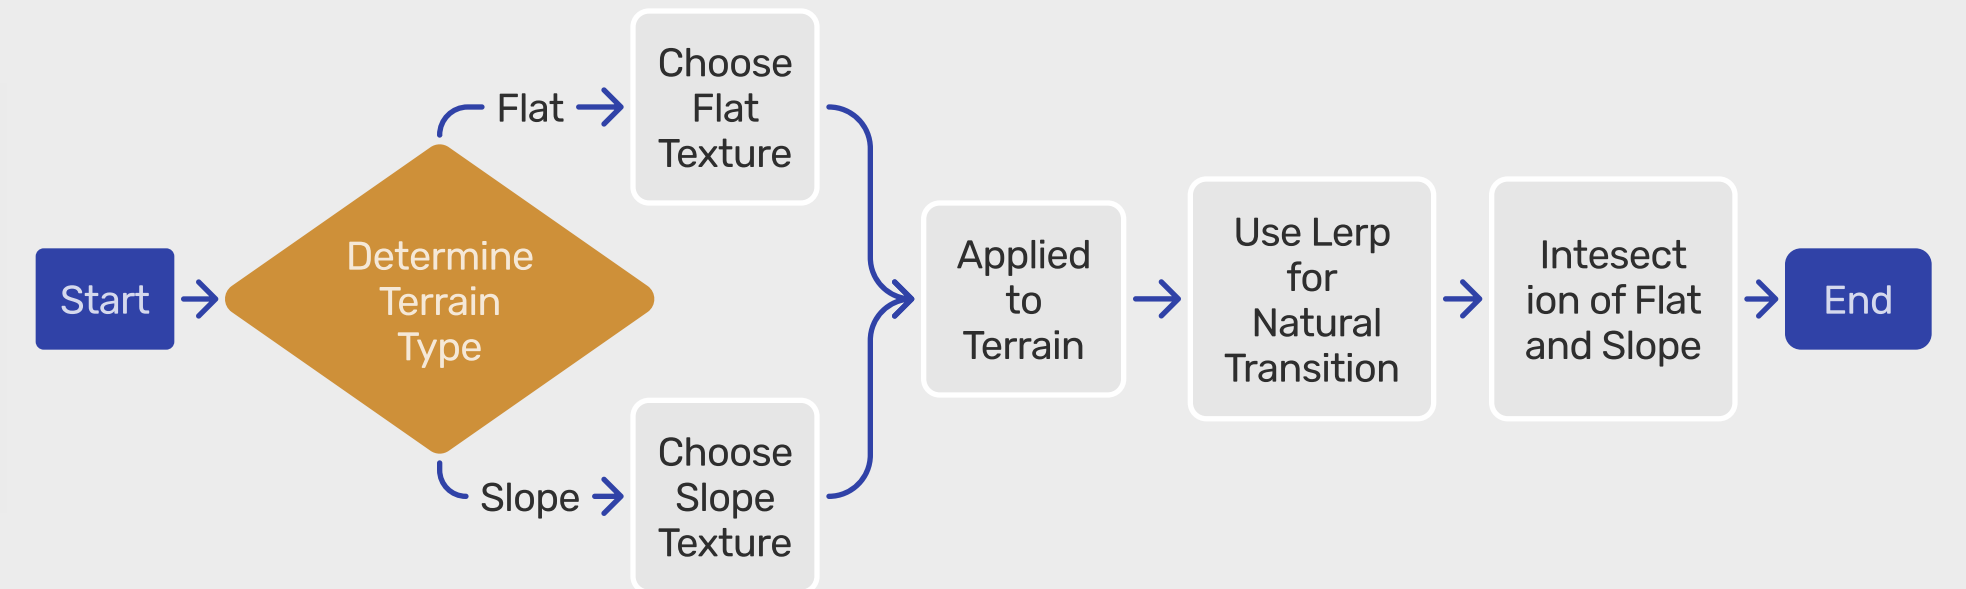 Start
Determine
Terrain
Type
Flat
Choose
Flat
Texture
Slope
Choose
Slope
Texture
Applied
to
Terrain
Use Lerp
for
Natural
Transition
Intesect
ion of Flat
and Slope
End